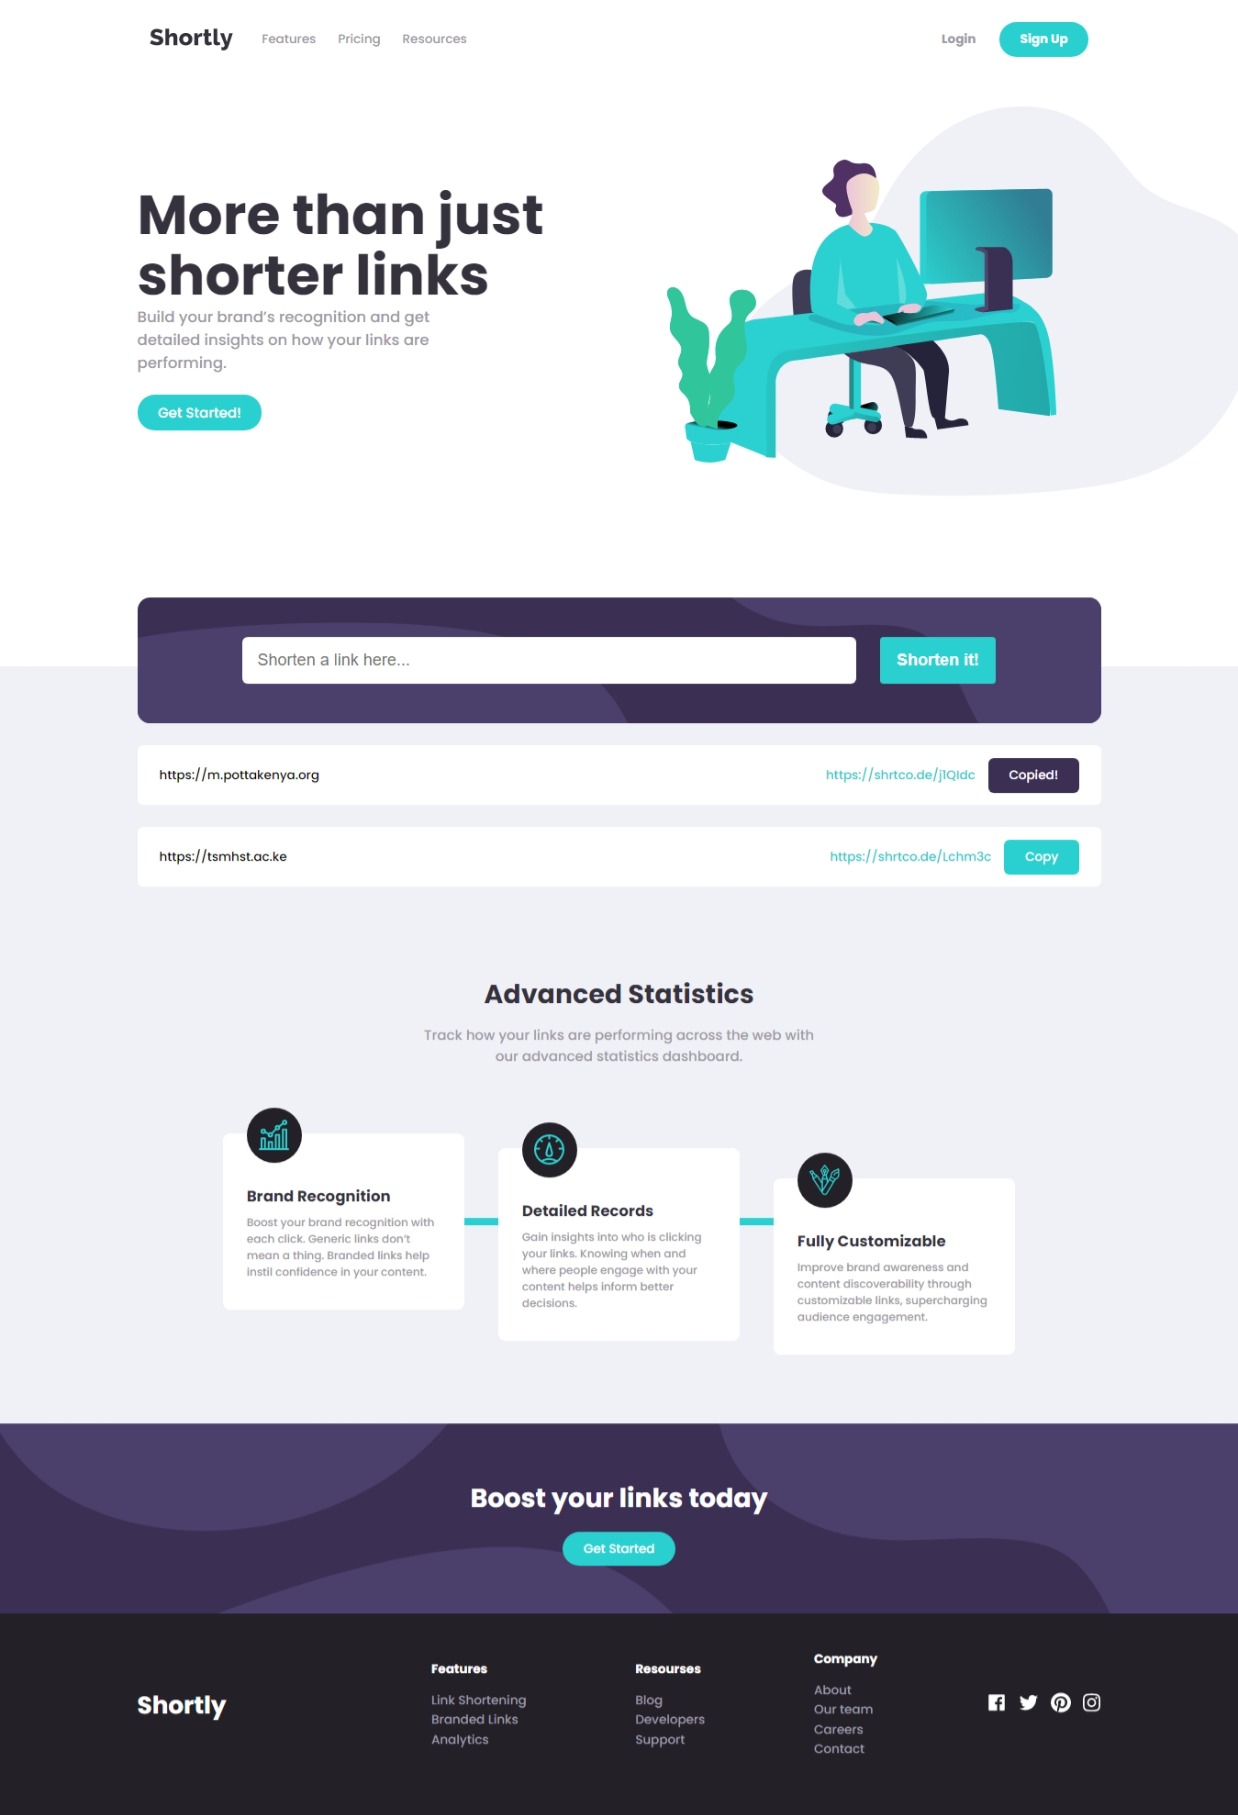 Shortly
Features
Pricing
Resources
Login
Sign Up
More than just
shorter links
Build your brand’s recognition and get
detailed insights on how your links are
performing.
Get Started!
Shorten a link here...
Shorten it!
https://m.pottakenya.org
https://shrtco.de/j1QIdc
Copied!
https://tsmhst.ac.ke
https://shrtco.de/Lchm3c
Copy
Advanced Statistics
Track how your links are performing across the web with
our advanced statistics dashboard.
Brand Recognition
Boost your brand recognition with
each click. Generic links don’t
mean a thing. Branded links help
instil confidence in your content.
Detailed Records
Gain insights into who is clicking
your links. Knowing when and
where people engage with your
content helps inform better
decisions.
Fully Customizable
Improve brand awareness and
content discoverability through
customizable links, supercharging
audience engagement.
Boost your links today
Get Started
Shortly
Features
Link Shortening
Branded Links
Analytics
Resourses
Blog
Developers
Support
Company
About
Our team
Careers
Contact